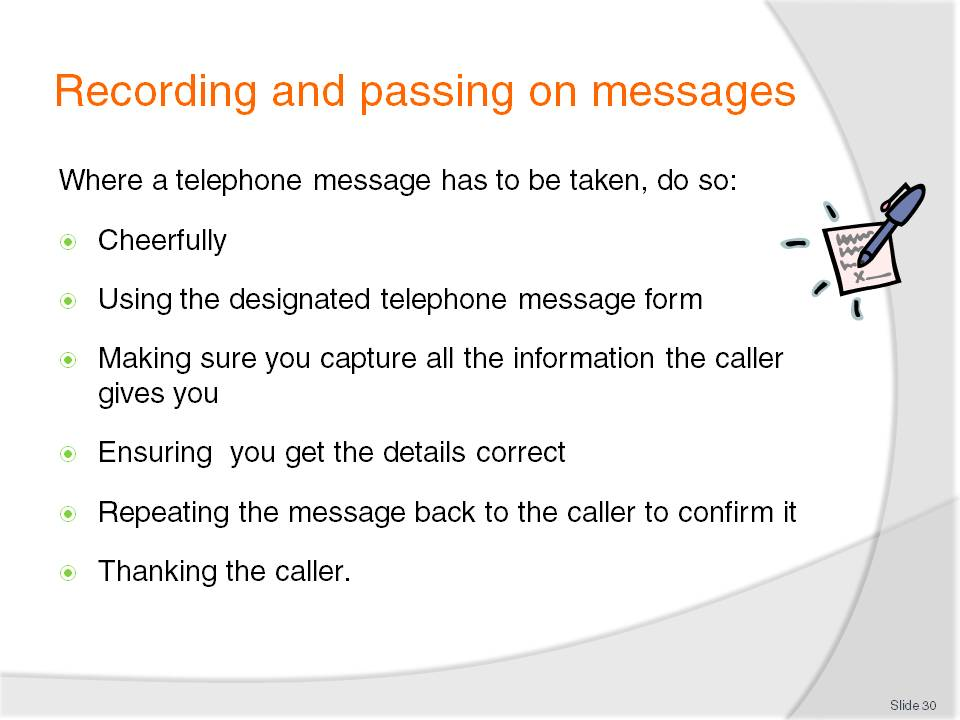 Recording and passing on messages
Where a telephone message has to be taken, do so:
Cheerfully
Using the designated telephone message form
Making sure you capture all the information the caller
gives you
Ensuring  you get the details correct
Repeating the message back to the caller to confirm it
Thanking the caller.
Slide 30